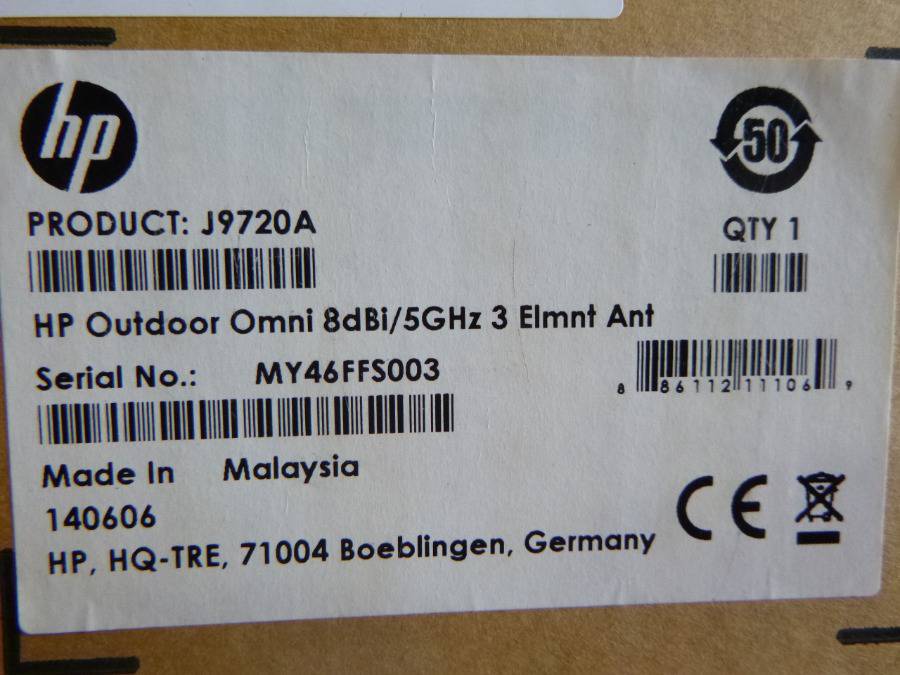 hp
50
PRODUCT: J9720A
QTY 1
HP Outdoor Omni 8dBi/5GHz 3 Elmnt Ant
Serial No.: MY46FFS003
8 86112 11106 9
Made In Malaysia
140606
CE
HP, HQ-TRE, 71004 Boeblingen, Germany